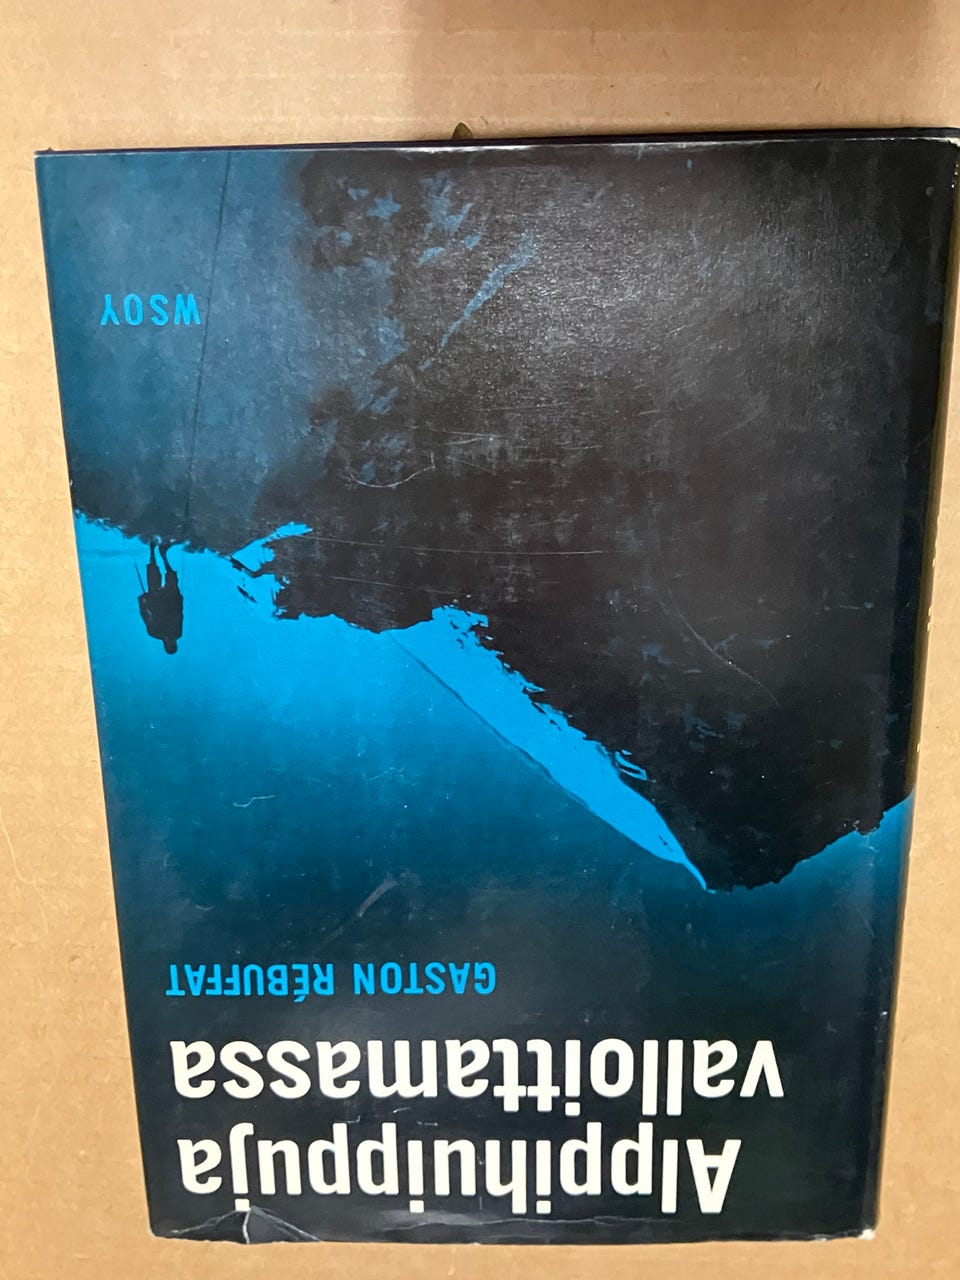 Alppihuippuja
valloittamassa
GASTON RÉBUFFAT
WSOY